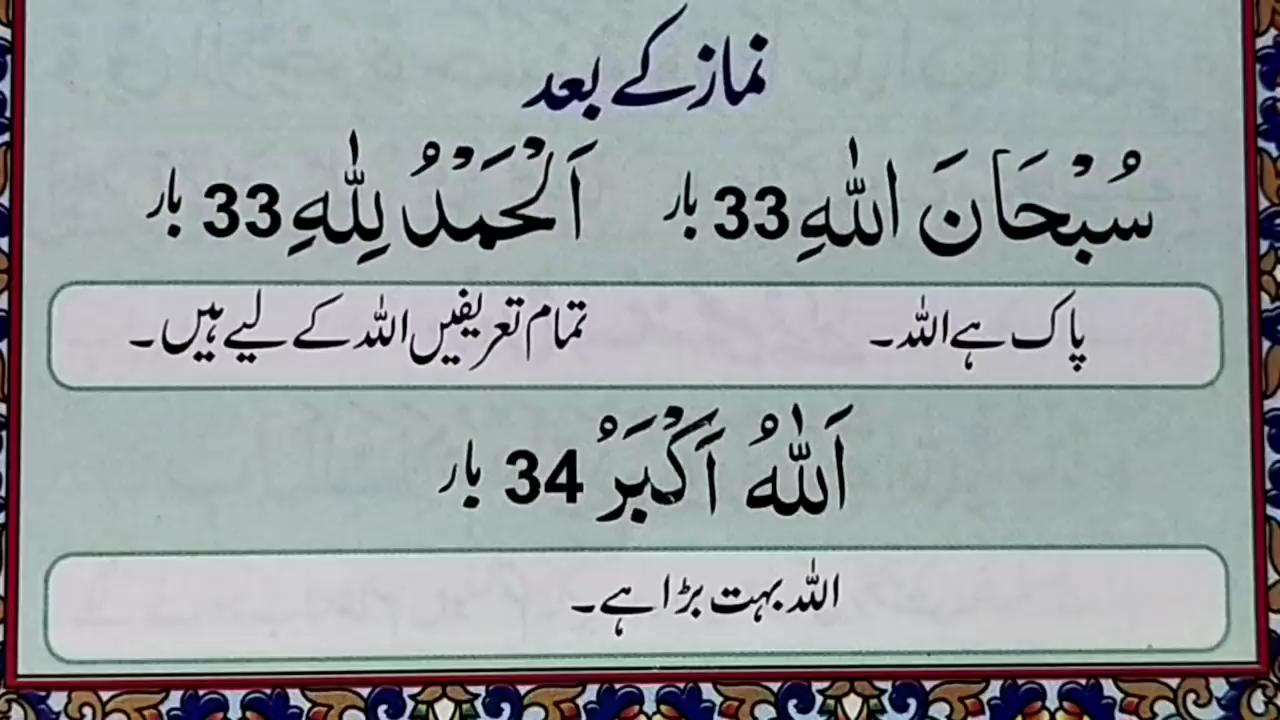 نماز کے بعد
سُبْحَانَ اللّٰهِ 33 بار اَلْحَمْدُ لِلّٰهِ 33 بار
پاک ہے اللہ۔ تمام تعریفیں اللہ کے لیے ہیں۔
اَللّٰهُ اَكْبَرُ 34 بار
اللہ بہت بڑا ہے۔